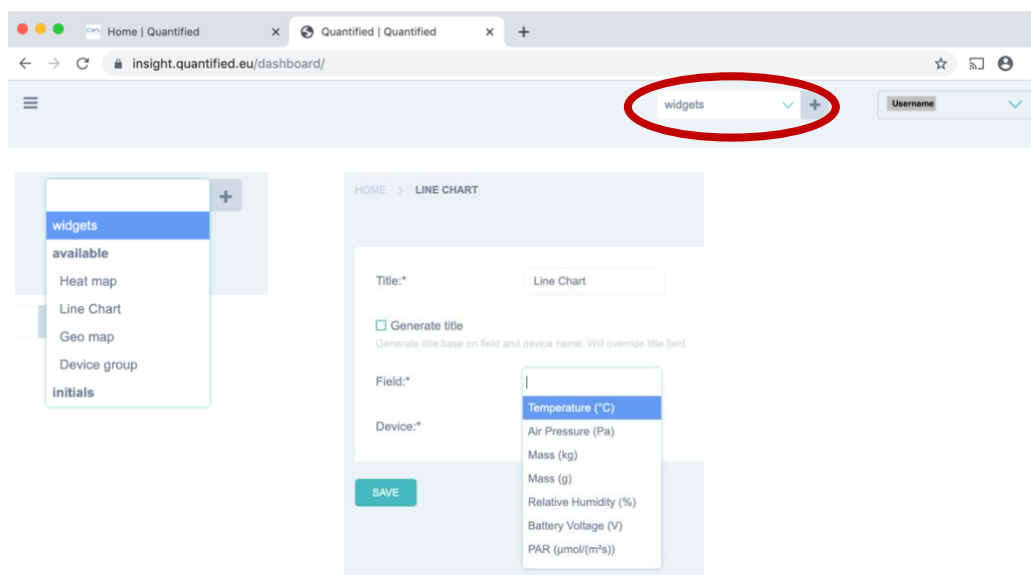 Home | Quantified
Quantified | Quantified
insight.quantified.eu/dashboard/
widgets
+
Username
+
widgets
available
Heat map
Line Chart
Geo map
Device group
initials
HOME > LINE CHART
Title:* Line Chart
Generate title
Generate title base on field and device name. Will override title field.
Field:*
Temperature (°C)
Device:*
Air Pressure (Pa)
Mass (kg)
Mass (g)
SAVE
Relative Humidity (%)
Battery Voltage (V)
PAR (μmol/(m²s))